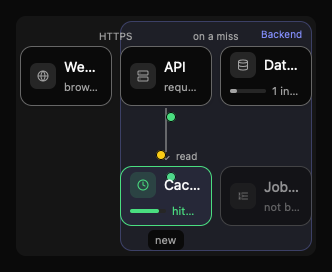 HTTPS
on a miss
Backend
We...
brow...
API
requ...
Dat...
1 in...
read
Cac...
hit...
Job...
not b...
new